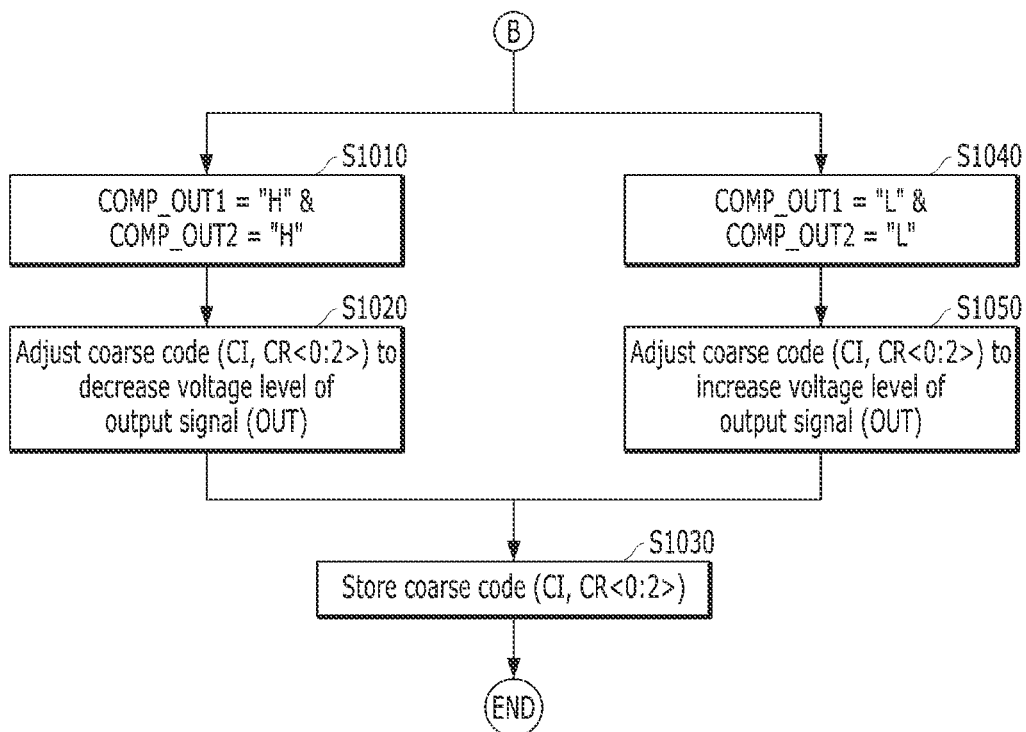 B
S1010
COMP_OUT1 = "H" &
COMP_OUT2 = "H"
S1040
COMP_OUT1 = "L" &
COMP_OUT2 = "L"
S1020
Adjust coarse code (CI, CR<0:2>) to
decrease voltage level of
output signal (OUT)
S1050
Adjust coarse code (CI, CR<0:2>) to
increase voltage level of
output signal (OUT)
S1030
Store coarse code (CI, CR<0:2>)
END